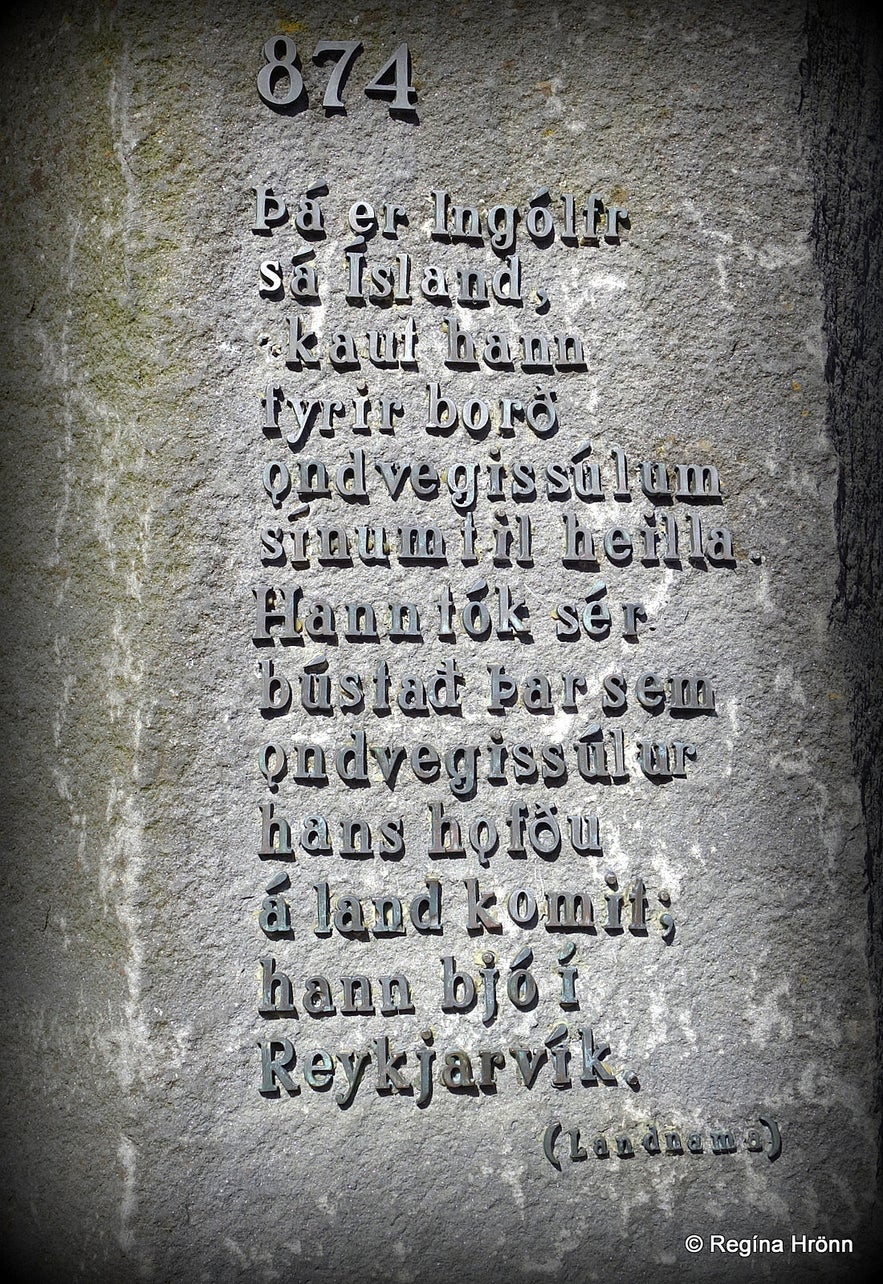 874
Þá er Ingólfr
sá Ísland,
kaut hann
fyrir borð
ǫndvegissúlum
sínum til heilla.
Hann tók sér
bústað þar sem
ǫndvegissúlur
hans hǫfðu
á land komit;
hann bjó í
Reykjarvík.
(Landnáma)
© Regína Hrönn